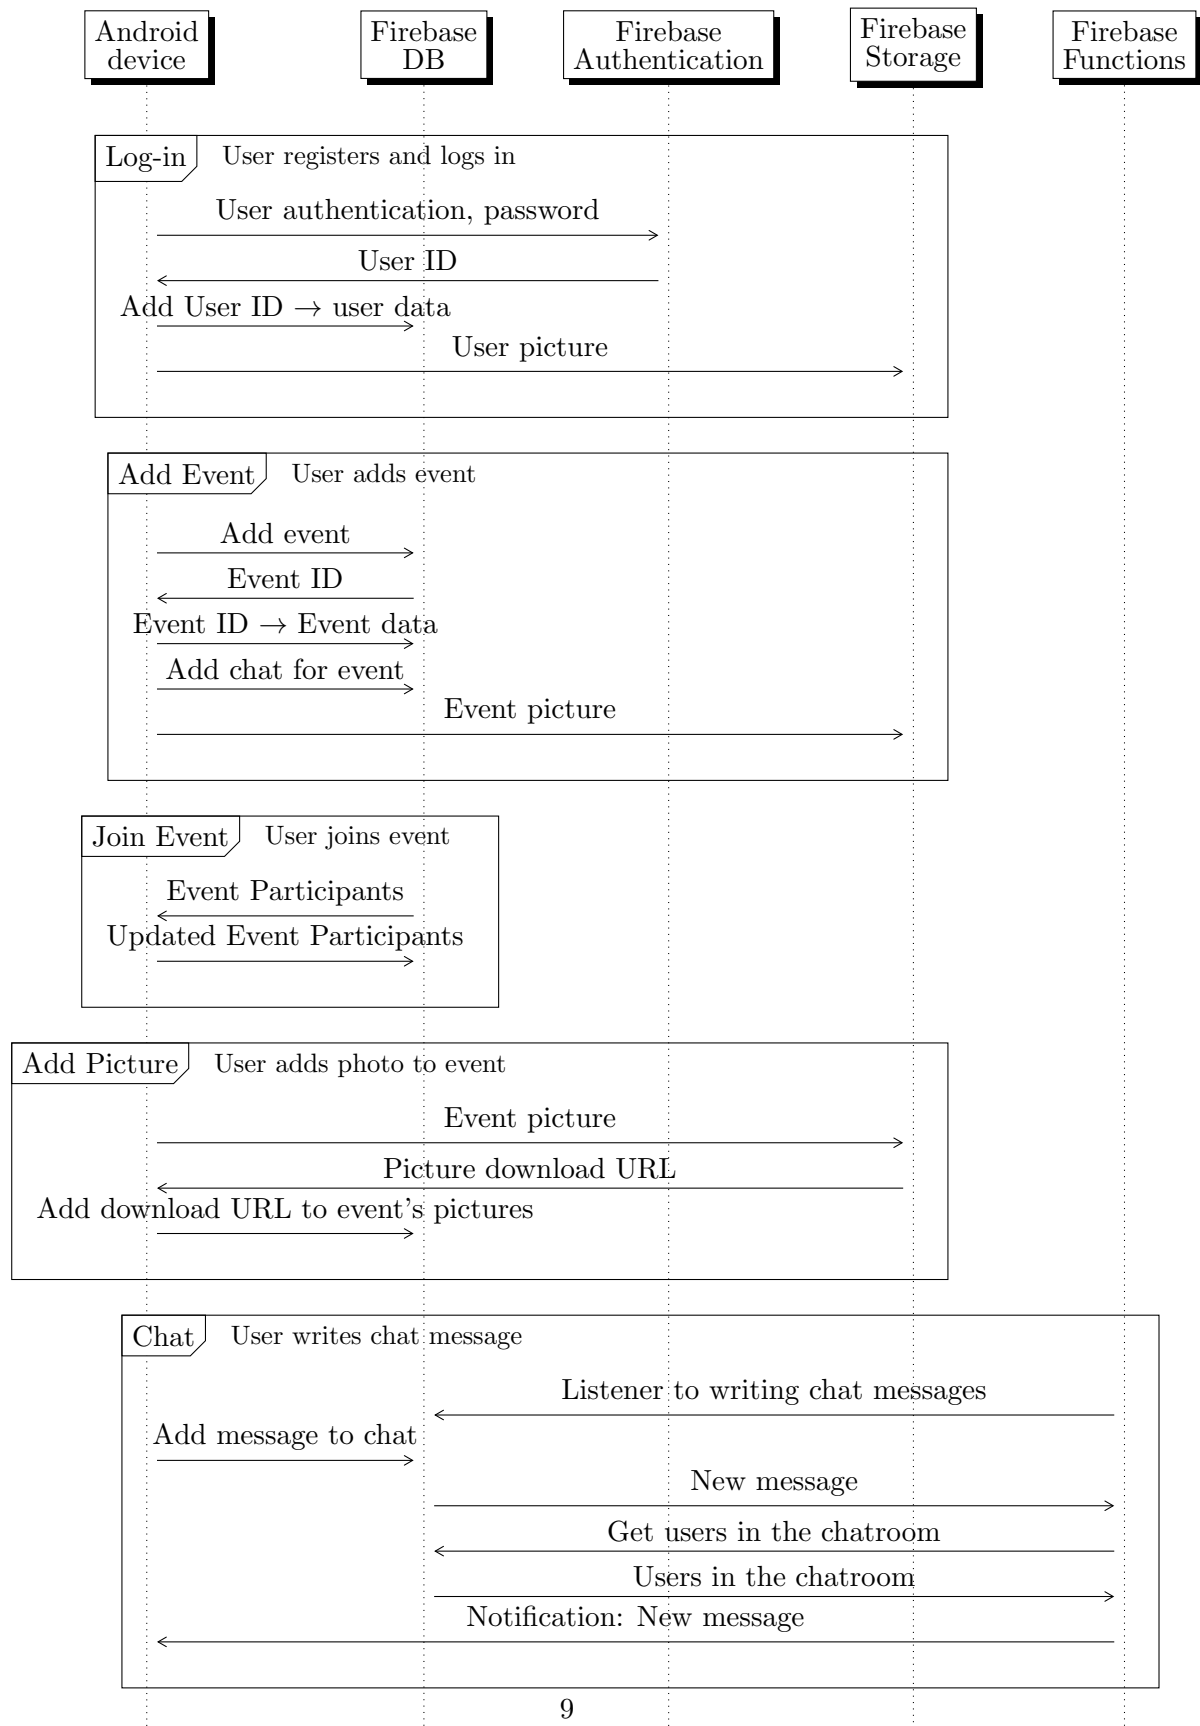 Android
device
Firebase
DB
Firebase
Authentication
Firebase
Storage
Firebase
Functions
Log-in
User registers and logs in
User authentication, password
User ID
Add User ID → user data
User picture
Add Event
User adds event
Add event
Event ID
Event ID → Event data
Add chat for event
Event picture
Join Event
User joins event
Event Participants
Updated Event Participants
Add Picture
User adds photo to event
Event picture
Picture download URL
Add download URL to event's pictures
Chat
User writes chat message
Listener to writing chat messages
Add message to chat
New message
Get users in the chatroom
Users in the chatroom
Notification: New message
9